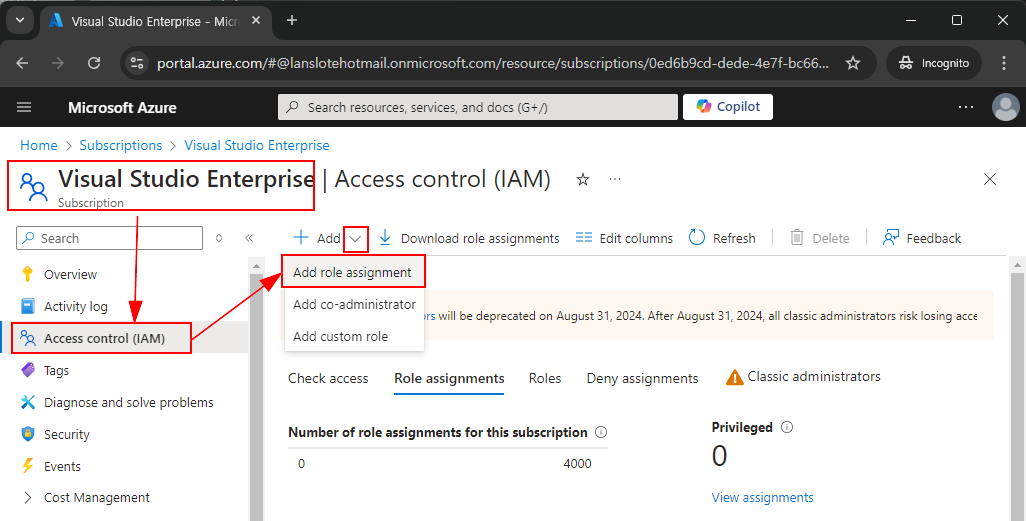 Visual Studio Enterprise - Micr
portal.azure.com/#@lanslotehotmail.onmicrosoft.com/resource/subscriptions/0ed6b9cd-dede-4e7f-bc66...
Incognito
Microsoft Azure
Search resources, services, and docs (G+/)
Copilot
Home > Subscriptions > Visual Studio Enterprise
Visual Studio Enterprise | Access control (IAM)
Subscription
Search
Add
Download role assignments
Edit columns
Refresh
Delete
Feedback
Overview
Activity log
Access control (IAM)
Tags
Diagnose and solve problems
Security
Events
Cost Management
Add role assignment
Add co-administrator
Add custom role
will be deprecated on August 31, 2024. After August 31, 2024, all classic administrators risk losing acce
Check access
Role assignments
Roles
Deny assignments
Classic administrators
Number of role assignments for this subscription
0
4000
Privileged
0
View assignments